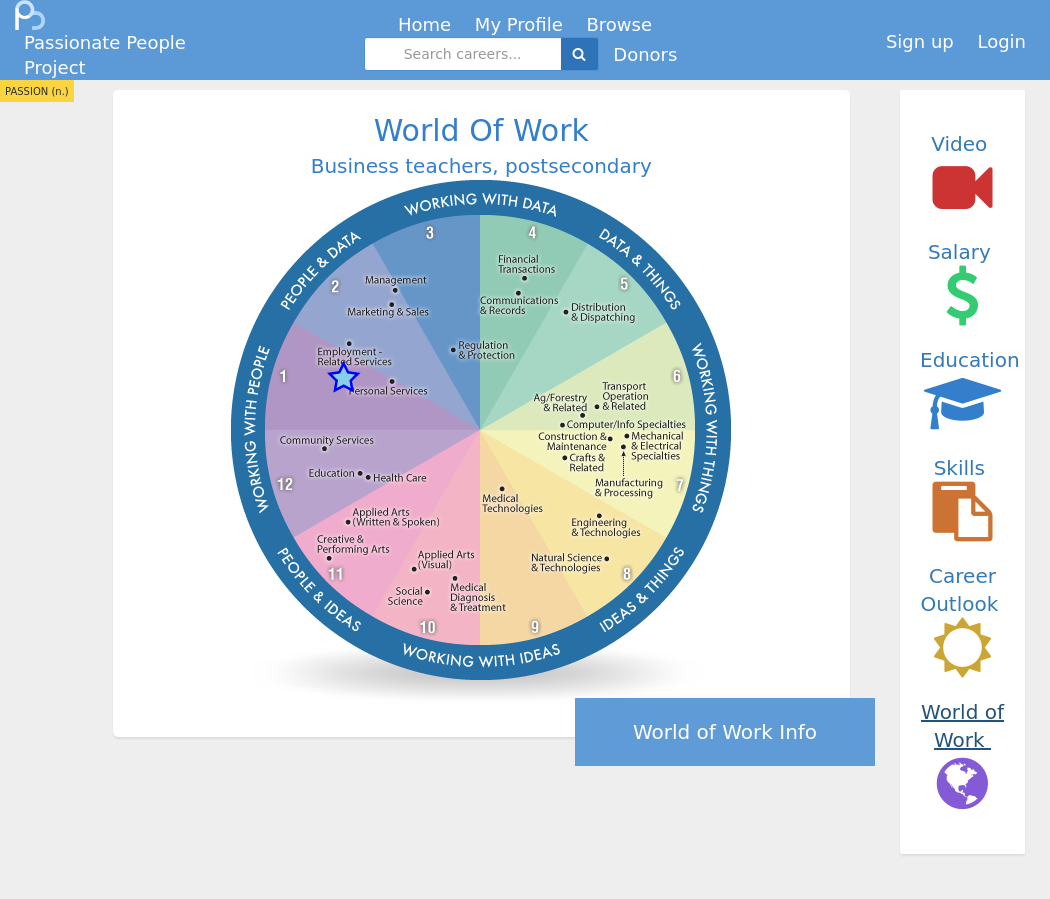 Passionate People
Project
Home
My Profile
Browse
Search careers...
Donors
Sign up
Login
PASSION (n.)
World Of Work
Business teachers, postsecondary
WORKING WITH DATA
DATA & THINGS
WORKING WITH THINGS
IDEAS & THINGS
WORKING WITH IDEAS
PEOPLE & IDEAS
WORKING WITH PEOPLE
PEOPLE & DATA
1
2
3
4
5
6
7
8
9
10
11
12
Management
Marketing & Sales
Employment -
Related Services
Personal Services
Regulation
& Protection
Financial
Transactions
Communications
& Records
Distribution
& Dispatching
Transport
Operation
& Related
Ag/Forestry
& Related
Computer/Info Specialties
Construction &
Maintenance
Mechanical
& Electrical
Specialties
Crafts &
Related
Manufacturing
& Processing
Community Services
Education
Health Care
Medical
Technologies
Engineering
& Technologies
Natural Science
& Technologies
Applied Arts
(Written & Spoken)
Creative &
Performing Arts
Applied Arts
(Visual)
Social
Science
Medical
Diagnosis
& Treatment
World of Work Info
Video
Salary
Education
Skills
Career
Outlook
World of
Work